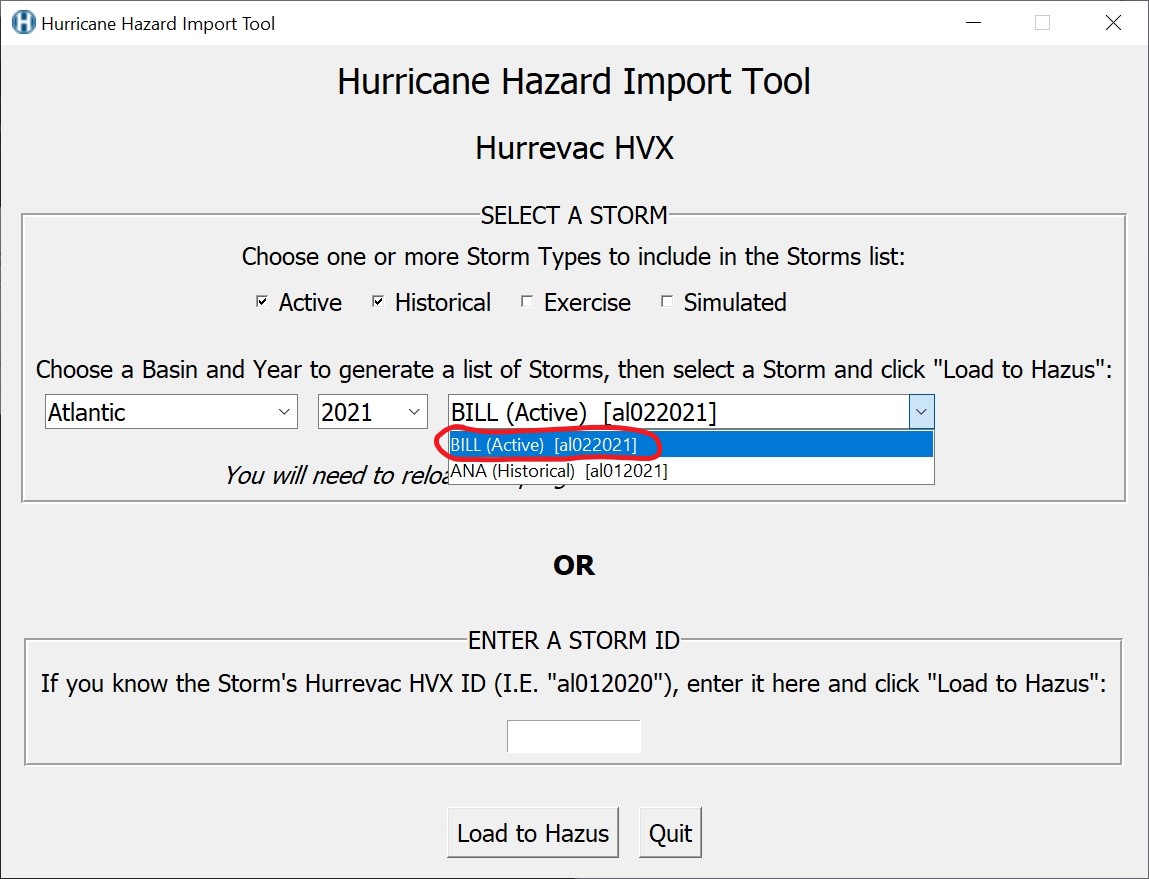 Hurricane Hazard Import Tool
Hurricane Hazard Import Tool
Hurrevac HVX
SELECT A STORM
Choose one or more Storm Types to include in the Storms list:
Active Historical Exercise Simulated
Choose a Basin and Year to generate a list of Storms, then select a Storm and click "Load to Hazus":
Atlantic 2021 BILL (Active) [al022021]
BILL (Active) [al022021]
ANA (Historical) [al012021]
You will need to
OR
ENTER A STORM ID
If you know the Storm's Hurrevac HVX ID (I.E. "al012020"), enter it here and click "Load to Hazus":
Load to Hazus Quit